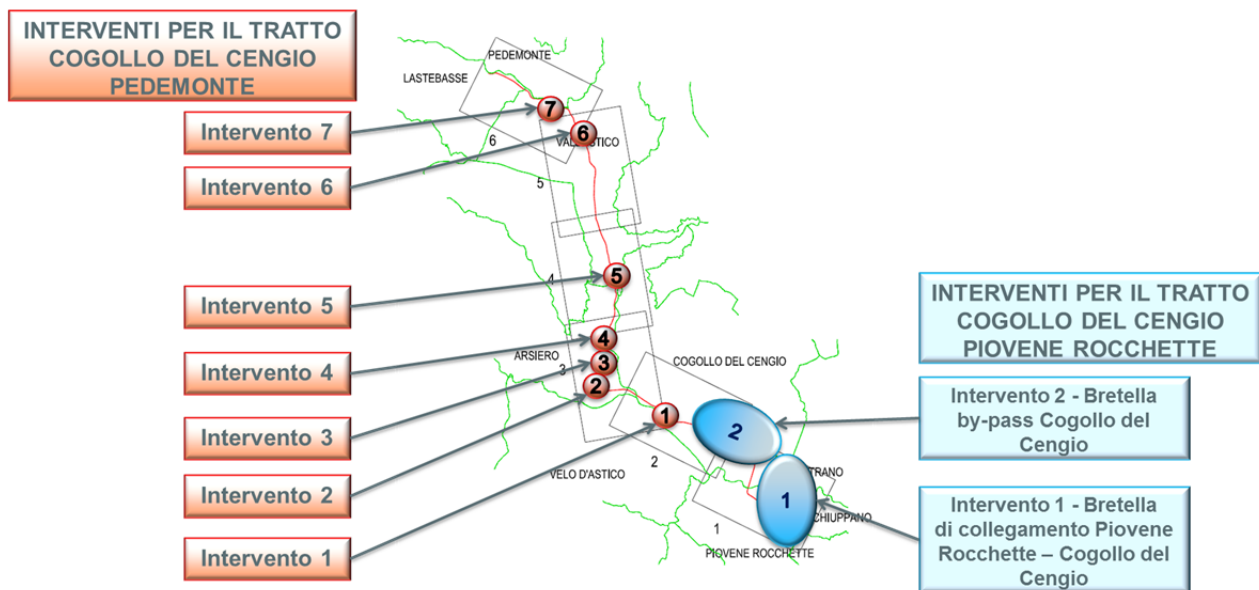 INTERVENTI PER IL TRATTO
COGOLLO DEL CENGIO
PEDEMONTE
Intervento 7
Intervento 6
Intervento 5
Intervento 4
Intervento 3
Intervento 2
Intervento 1
PEDEMONTE
LASTEBASSE
7
6
6
5
5
4
4
ARSIERO
3
3
2
COGOLLO DEL CENGIO
1
2
2
VELO D'ASTICO
TRANO
1
CHIUPPANO
1
PIOVENE ROCCHETTE
INTERVENTI PER IL TRATTO
COGOLLO DEL CENGIO
PIOVENE ROCCHETTE
Intervento 2 - Bretella
by-pass Cogollo del
Cengio
Intervento 1 - Bretella
di collegamento Piovene
Rocchette – Cogollo del
Cengio